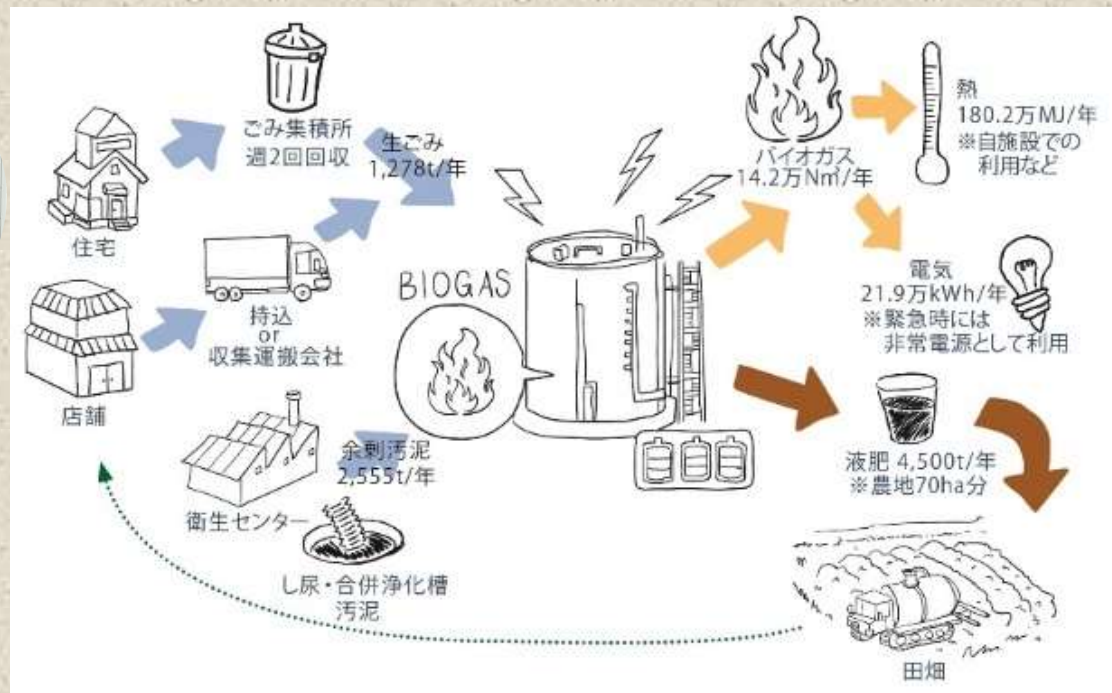 住宅
店舗
ごみ集積所
週2回回収
持込
or
収集運搬会社
生ごみ
1,278t/年
衛生センター
余剰汚泥
2,555t/年
し尿・合併浄化槽
汚泥
BIOGAS
バイオガス
14.2万N㎥/年
熱
180.2万MJ/年
※自施設での
利用など
電気
21.9万kWh/年
※緊急時には
非常電源として利用
液肥 4,500t/年
※農地70ha分
田畑